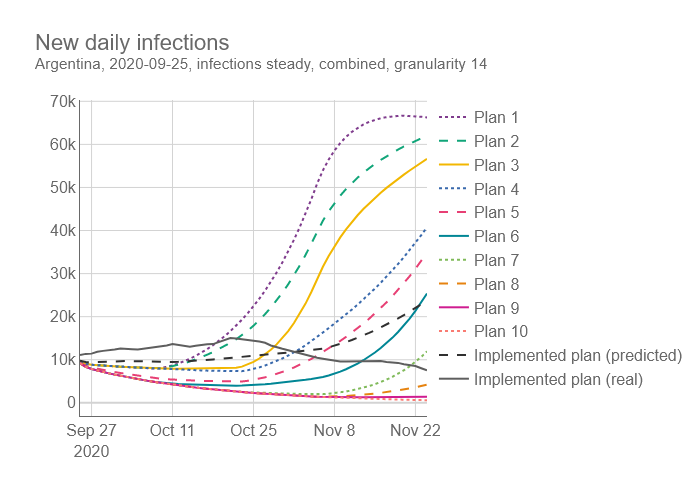 New daily infections
Argentina, 2020-09-25, infections steady, combined, granularity 14
70k
60k
50k
40k
30k
20k
10k
0
Sep 27
2020
Oct 11
Oct 25
Nov 8
Nov 22
Plan 1
Plan 2
Plan 3
Plan 4
Plan 5
Plan 6
Plan 7
Plan 8
Plan 9
Plan 10
Implemented plan (predicted)
Implemented plan (real)